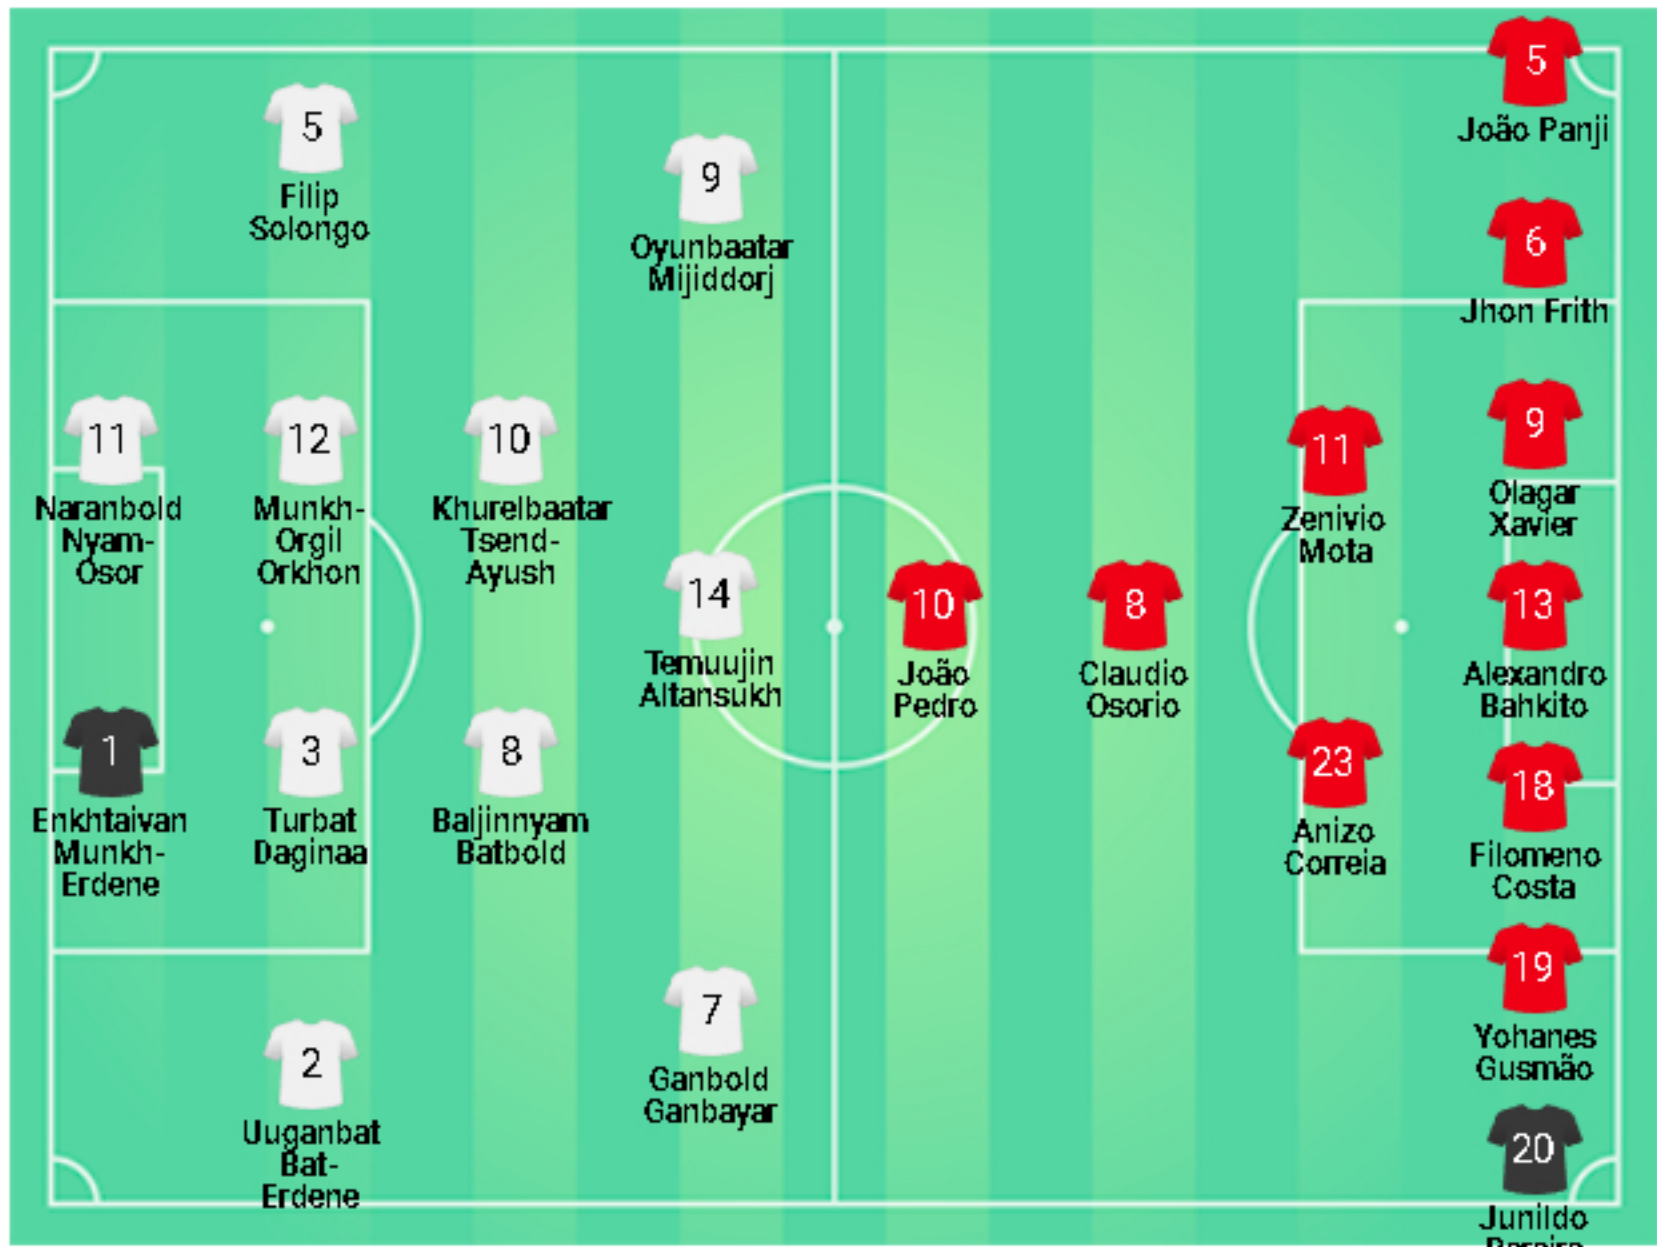 5
Filip
Solongo
9
Oyunbaatar
Mijiddorj
11
Naranbold
Nyam-
Osor
12
Munkh-
Orgil
Orkhon
10
Khurelbaatar
Tsend-
Ayush
14
Temuujin
Altansukh
1
Enkhtaivan
Munkh-
Erdene
3
Turbat
Daginaa
8
Baljinnyam
Batbold
7
Ganbold
Ganbayar
2
Uuganbat
Bat-
Erdene
10
João
Pedro
8
Claudio
Osorio
11
Zenivio
Mota
23
Anizo
Correia
5
João Panji
6
Jhon Frith
9
Olagar
Xavier
13
Alexandro
Bahkito
18
Filomeno
Costa
19
Yohanes
Gusmão
20
Junildo